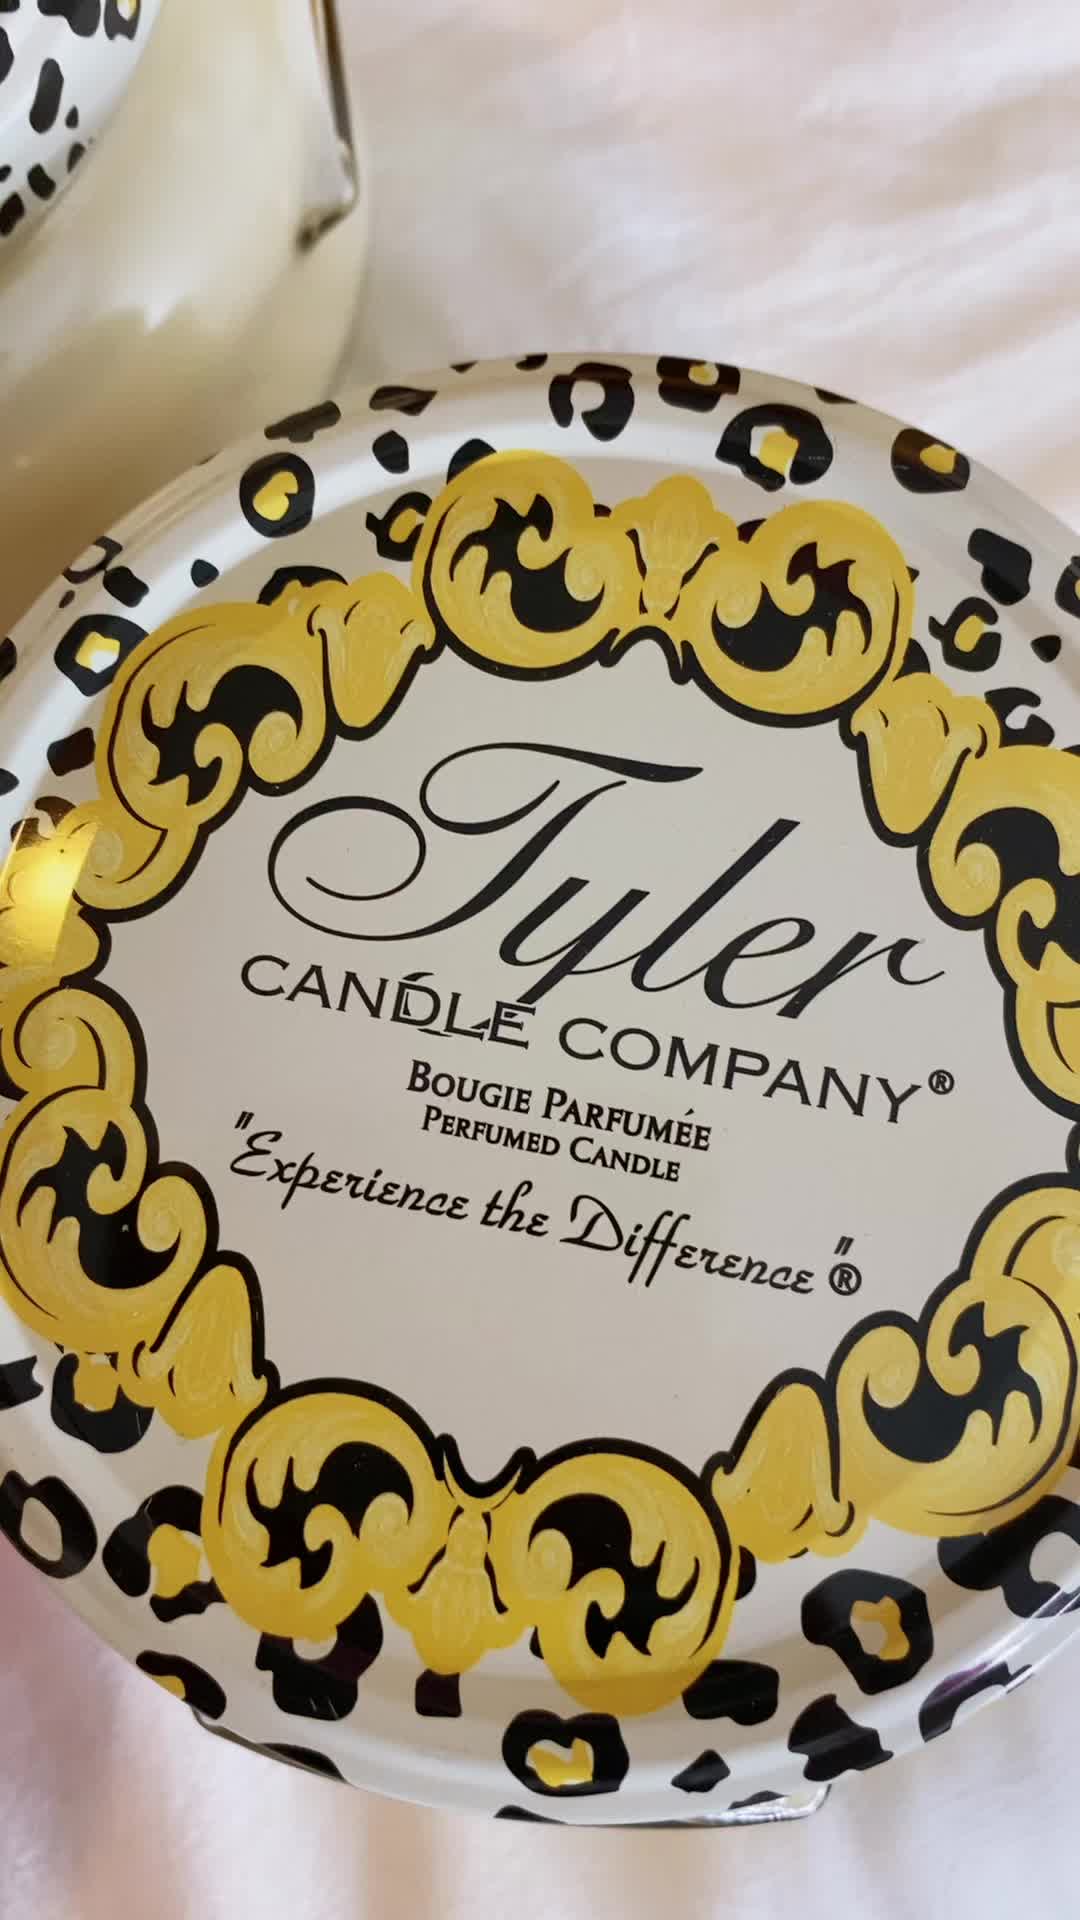 Tyler
CANDLE COMPANY®
BOUGIE PARFUMÉE
PERFUMED CANDLE
"Experience the Difference"®